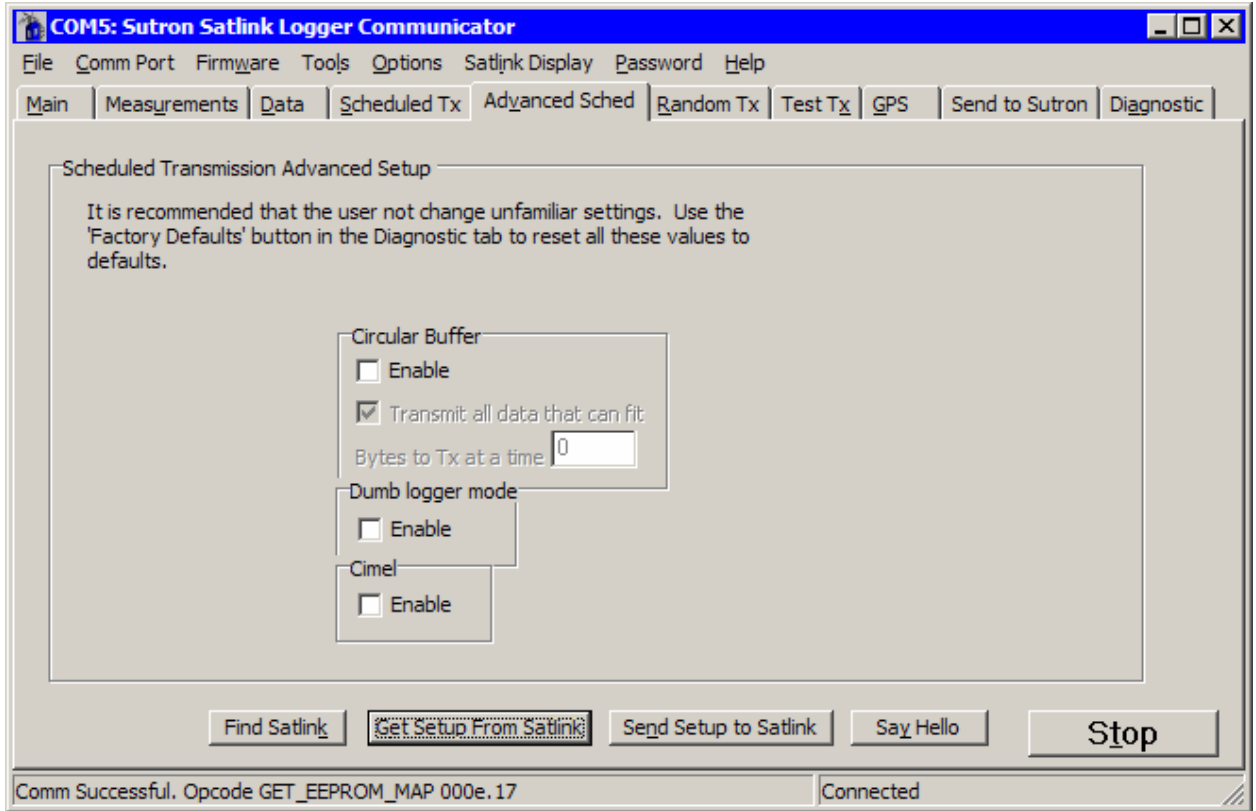 COM5: Sutron Satlink Logger Communicator
File Comm Port Firmware Tools Options Satlink Display Password Help
Main Measurements Data Scheduled Tx Advanced Sched Random Tx Test Tx GPS Send to Sutron Diagnostic
Scheduled Transmission Advanced Setup
It is recommended that the user not change unfamiliar settings. Use the
'Factory Defaults' button in the Diagnostic tab to reset all these values to
defaults.
Circular Buffer
Enable
Transmit all data that can fit
Bytes to Tx at a time 0
Dumb logger mode
Enable
Cimel
Enable
Find Satlink Get Setup From Satlink Send Setup to Satlink Say Hello Stop
Comm Successful. Opcode GET_EEPROM_MAP 000e.17 Connected